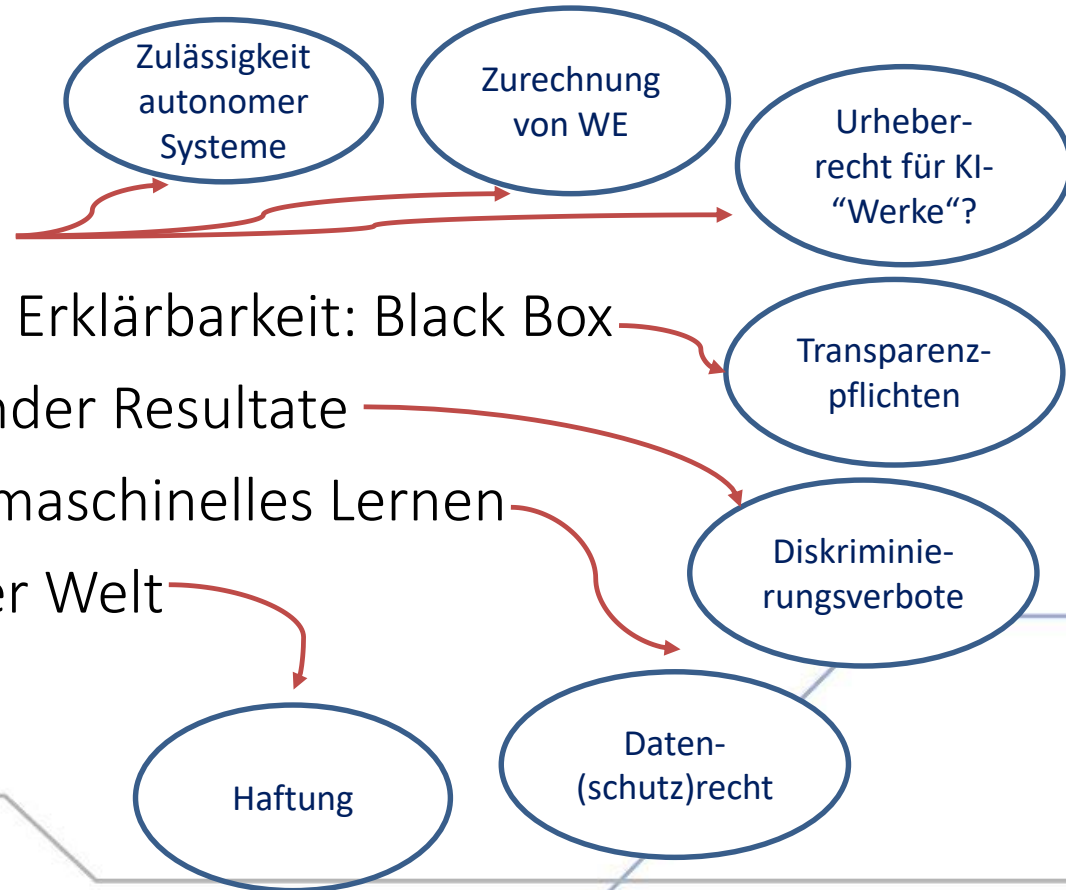 Zulässigkeit
autonomer
Systeme
Zurechnung
von WE
Urheber-
recht für KI-
“Werke“?
Erklärbarkeit: Black Box
Transparenz-
pflichten
nder Resultate
maschinelles Lernen
Diskriminie-
rungsverbote
er Welt
Daten-
(schutz)recht
Haftung